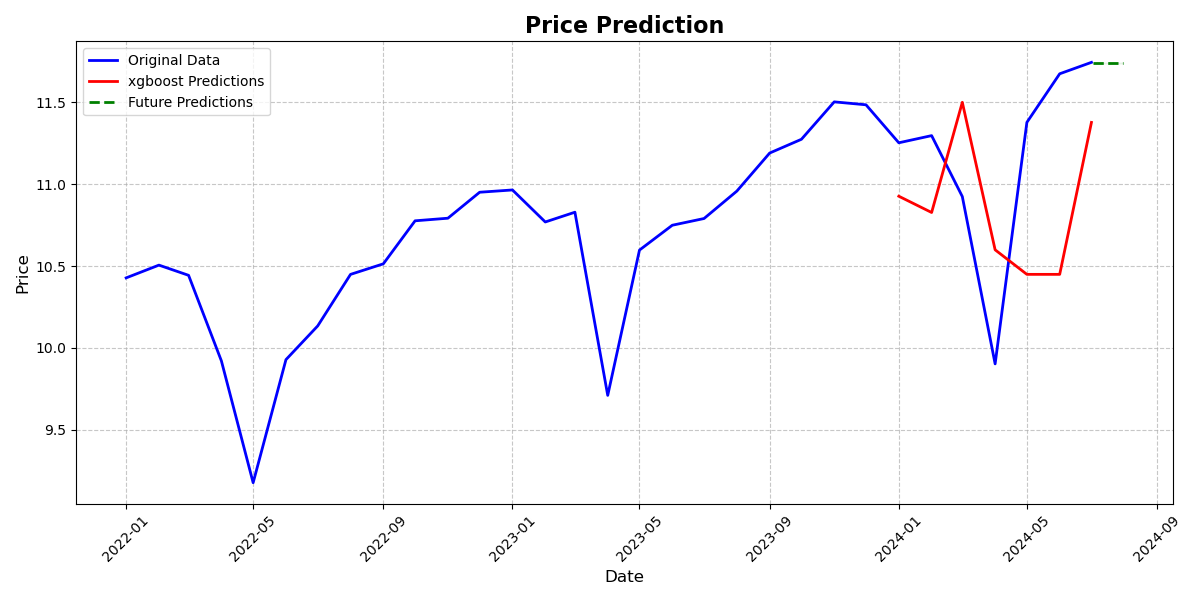 Price Prediction
Original Data
xgboost Predictions
Future Predictions
11.5
11.0
10.5
10.0
9.5
Price
2022-01
2022-05
2022-09
2023-01
2023-05
2023-09
2024-01
2024-05
2024-09
Date